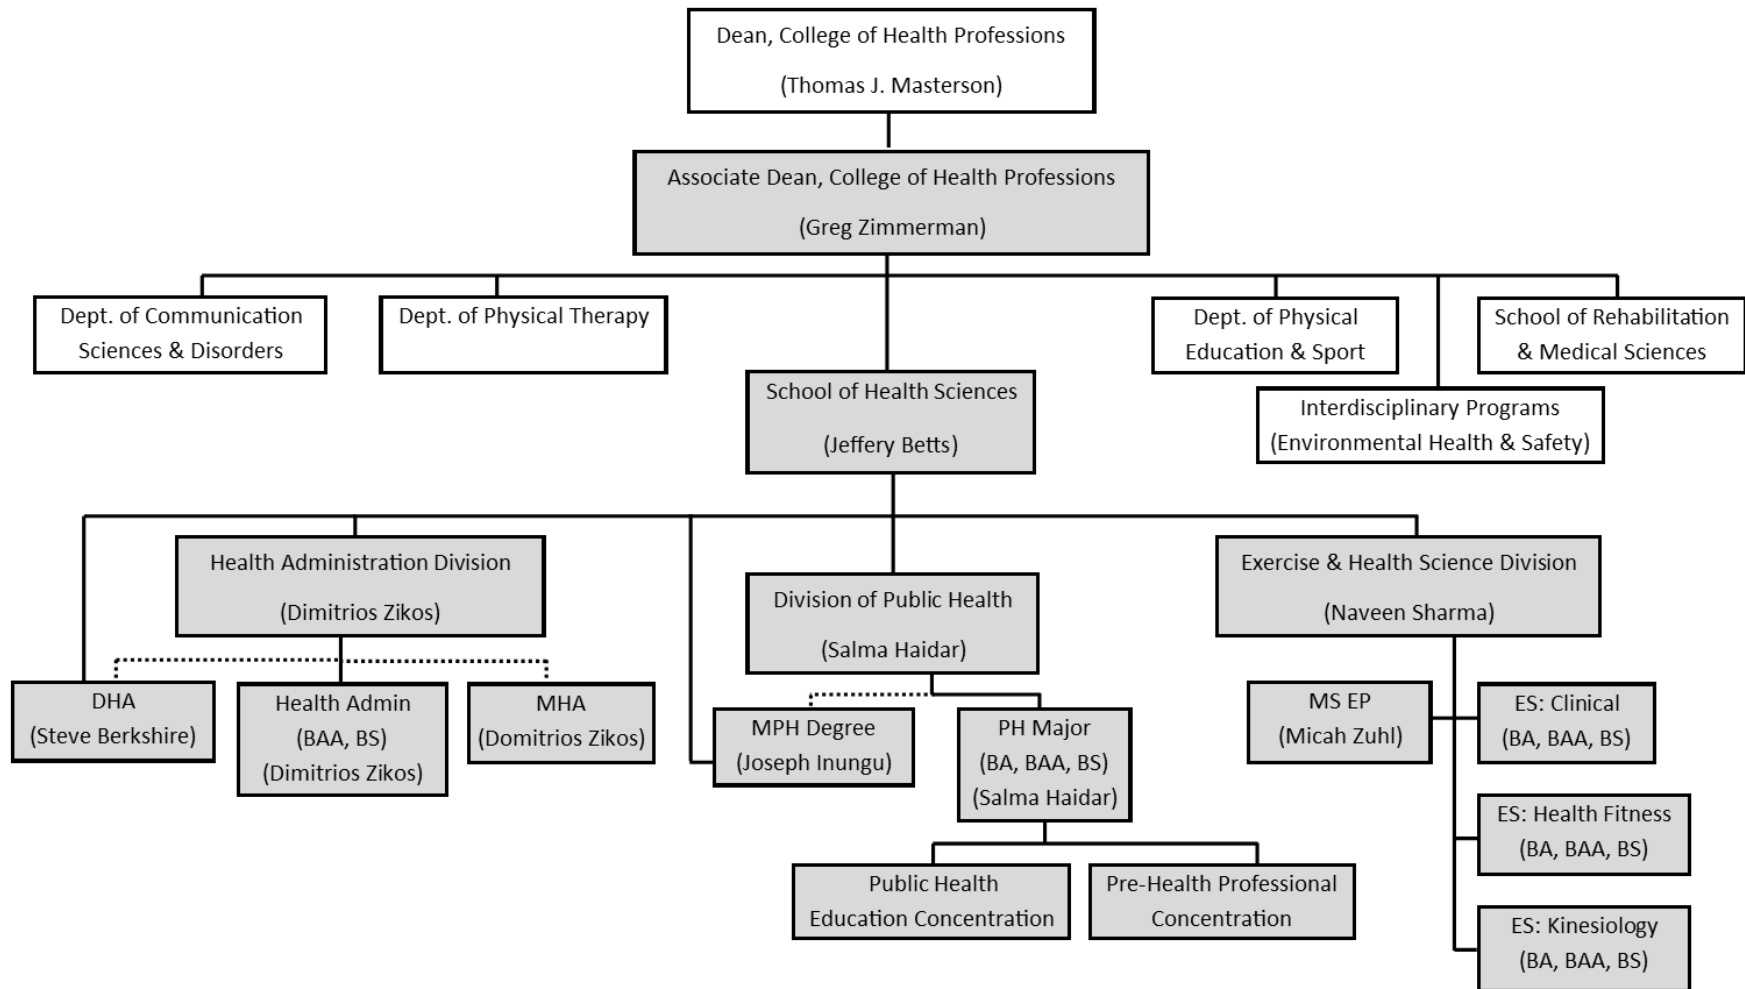 Dean, College of Health Professions
(Thomas J. Masterson)
Associate Dean, College of Health Professions
(Greg Zimmerman)
Dept. of Communication
Sciences & Disorders
Dept. of Physical Therapy
Dept. of Physical
Education & Sport
School of Rehabilitation
& Medical Sciences
Interdisciplinary Programs
(Environmental Health & Safety)
School of Health Sciences
(Jeffery Betts)
Health Administration Division
(Dimitrios Zikos)
Division of Public Health
(Salma Haidar)
Exercise & Health Science Division
(Naveen Sharma)
DHA
(Steve Berkshire)
Health Admin
(BAA, BS)
(Dimitrios Zikos)
MHA
(Domitrios Zikos)
MPH Degree
(Joseph Inungu)
PH Major
(BA, BAA, BS)
(Salma Haidar)
MS EP
(Micah Zuhl)
ES: Clinical
(BA, BAA, BS)
ES: Health Fitness
(BA, BAA, BS)
ES: Kinesiology
(BA, BAA, BS)
Public Health
Education Concentration
Pre-Health Professional
Concentration